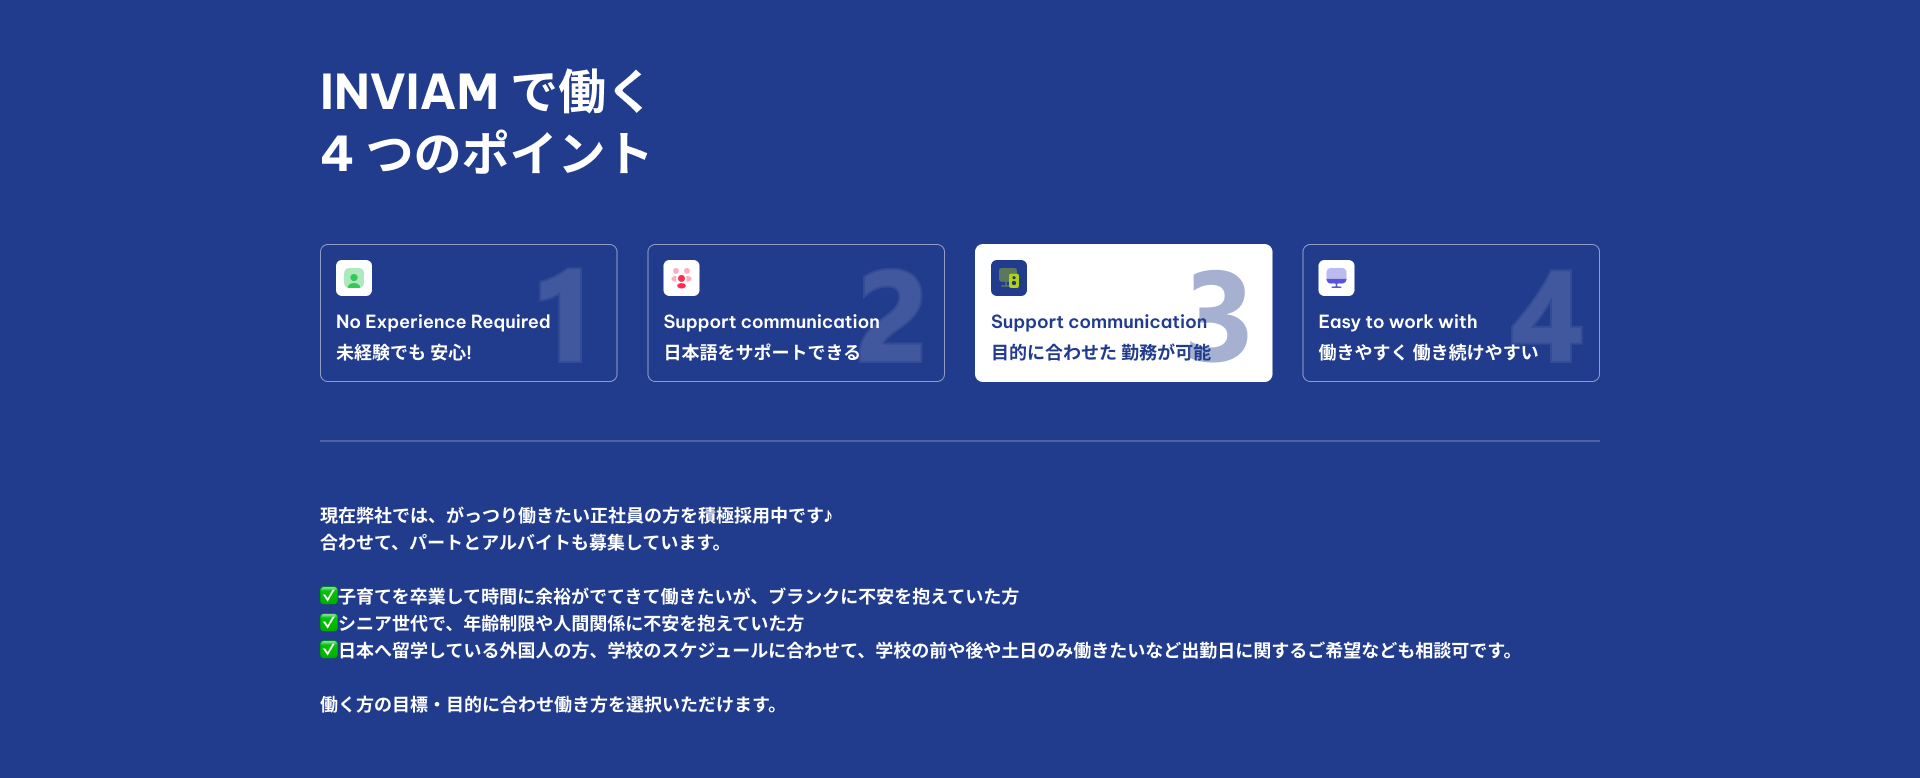 INVIAM で働く
4 つのポイント
1
No Experience Required
未経験でも 安心!
2
Support communication
日本語をサポートできる
3
Support communication
目的に合わせた 勤務が可能
4
Easy to work with
働きやすく 働き続けやすい
現在弊社では、がっつり働きたい正社員の方を積極採用中です♪
合わせて、パートとアルバイトも募集しています。
✅子育てを卒業して時間に余裕がでてきて働きたいが、ブランクに不安を抱えていた方
✅シニア世代で、年齢制限や人間関係に不安を抱えていた方
✅日本へ留学している外国人の方、学校のスケジュールに合わせて、学校の前や後や土日のみ働きたいなど出勤日に関するご希望なども相談可です。
働く方の目標・目的に合わせ働き方を選択いただけます。